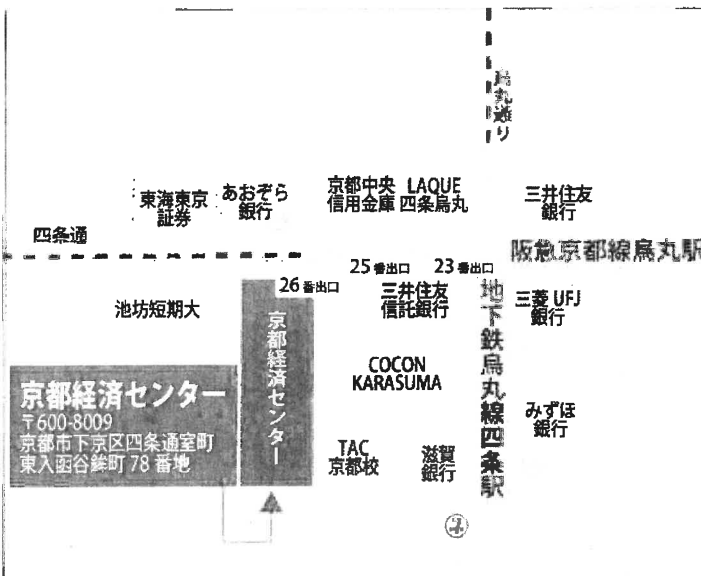 烏丸通り
東海東京
証券
あおぞら
銀行
京都中央
信用金庫
LAQUE
四条烏丸
三井住友
銀行
四条通
阪急京都線烏丸駅
25番出口
23番出口
26番出口
池坊短期大
三井住友
信託銀行
地下鉄烏丸線四条駅
三菱UFJ
銀行
京都経済センター
COCON
KARASUMA
京都経済センター
〒600-8009
京都市下京区四条通室町
東入函谷鉾町78番地
みずほ
銀行
TAC
京都校
滋賀
銀行